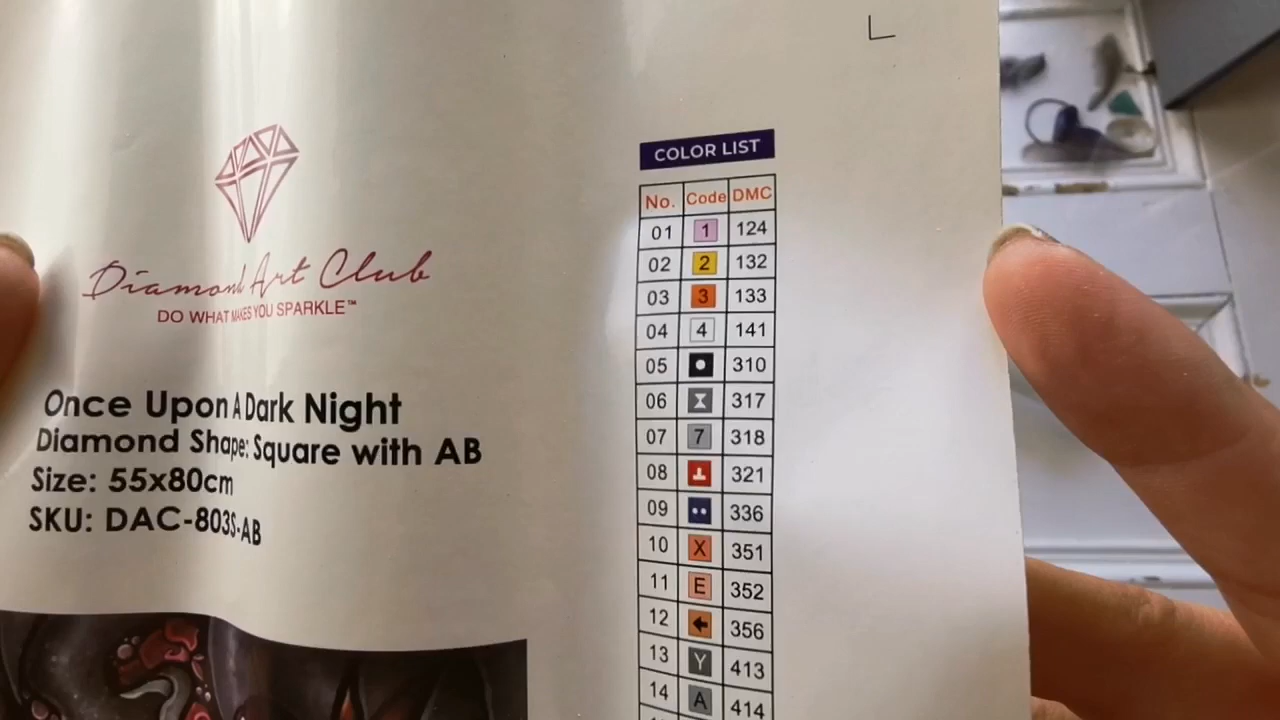 Diamond Art Club
DO WHAT MAKES YOU SPARKLE™
Once Upon A Dark Night
Diamond Shape: Square with AB
Size: 55x80cm
SKU: DAC-803S-AB
COLOR LIST
No. Code DMC
01 1 124
02 2 132
03 3 133
04 4 141
05 310
06 317
07 7 318
08 321
09 336
10 X 351
11 E 352
12 356
13 Y 413
14 A 414